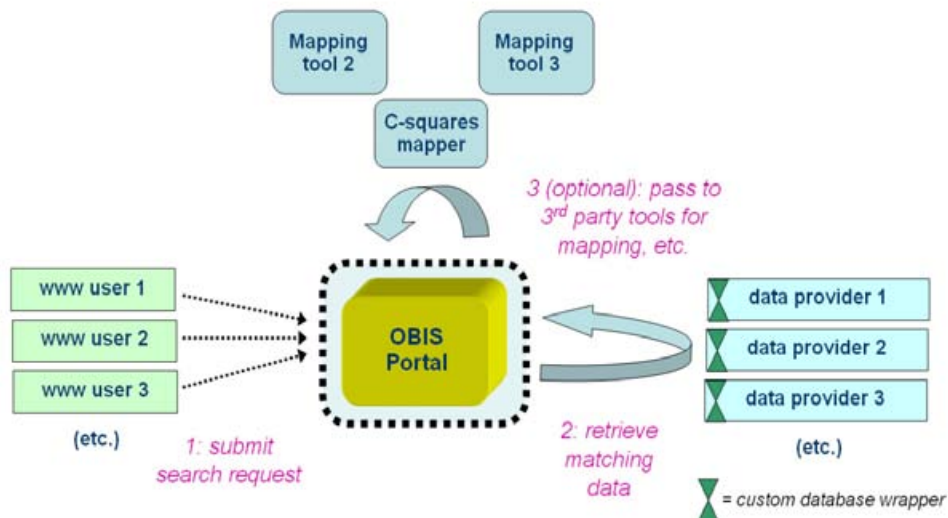 Mapping
tool 2
Mapping
tool 3
C-squares
mapper
3 (optional): pass to
3rd party tools for
mapping, etc.
www user 1
www user 2
www user 3
(etc.)
1: submit
search request
OBIS
Portal
data provider 1
data provider 2
data provider 3
(etc.)
2: retrieve
matching
data
= custom database wrapper